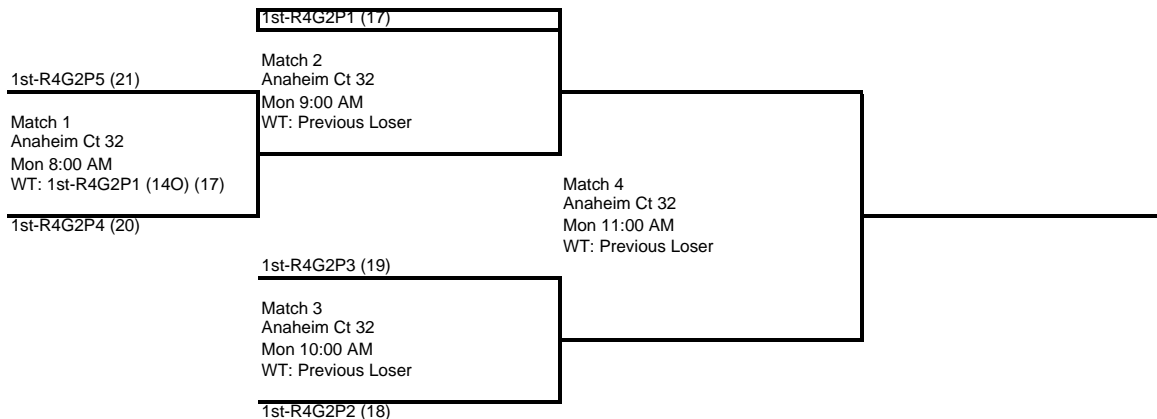 1st-R4G2P1 (17)
Match 2
Anaheim Ct 32
Mon 9:00 AM
WT: Previous Loser
1st-R4G2P5 (21)
Match 1
Anaheim Ct 32
Mon 8:00 AM
WT: 1st-R4G2P1 (14O) (17)
1st-R4G2P4 (20)
Match 4
Anaheim Ct 32
Mon 11:00 AM
WT: Previous Loser
1st-R4G2P3 (19)
Match 3
Anaheim Ct 32
Mon 10:00 AM
WT: Previous Loser
1st-R4G2P2 (18)